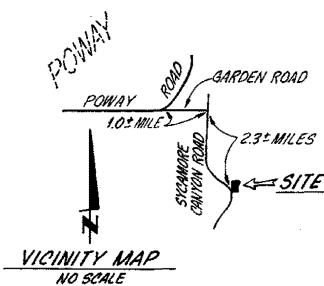 POWAY
ROAD
GARDEN ROAD
POWAY
1.0± MILE
2.3± MILES
SYCAMORE
CANYON ROAD
SITE
N
VICINITY MAP
NO SCALE